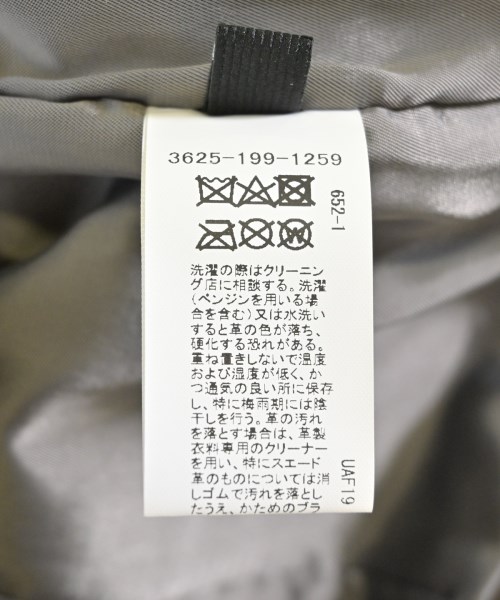 3625-199-1259
652-1
洗濯の際はクリーニン
グ店に相談する。洗濯
(ベンジンを用いる場
合を含む)又は水洗い
すると革の色が落ち、
硬化する恐れがある。
重ね置きしないで温度
および湿度が低く、か
つ通気の良い所に保存
し、特に梅雨期には陰
干しを行う。革の汚れ
を落とす場合は、革製
衣料専用のクリーナー
を用い、特にスエード
革のものについては消
しゴムで汚れを落とし
たうえ、かためのブラ
UAF19